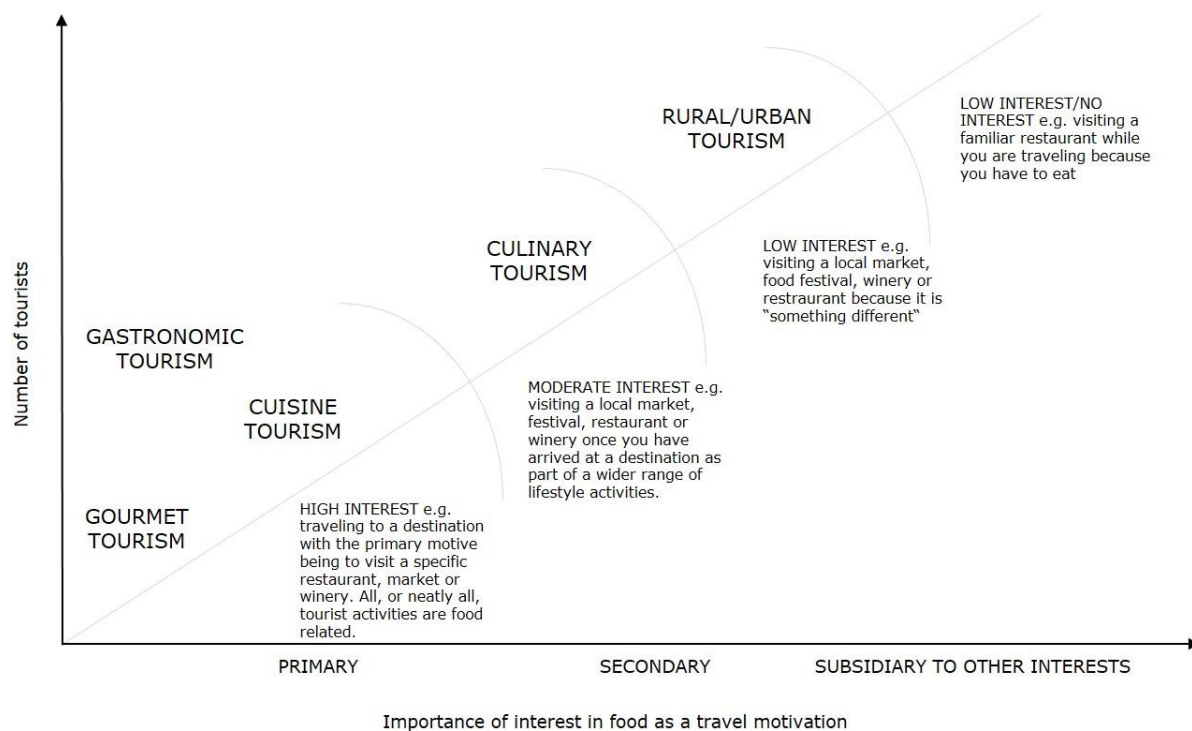 RURAL/URBAN
TOURISM
LOW INTEREST/NO
INTEREST e.g. visiting a
familiar restaurant while
you are traveling because
you have to eat
CULINARY
TOURISM
LOW INTEREST e.g.
visiting a local market,
food festival, winery or
restraurant because it is
"something different"
Number of tourists
GASTRONOMIC
TOURISM
CUISINE
TOURISM
MODERATE INTEREST e.g.
visiting a local market,
festival, restaurant or
winery once you have
arrived at a destination as
part of a wider range of
lifestyle activities.
GOURMET
TOURISM
HIGH INTEREST e.g.
traveling to a destination
with the primary motive
being to visit a specific
restaurant, market or
winery. All, or neatly all,
tourist activities are food
related.
PRIMARY
SECONDARY
SUBSIDIARY TO OTHER INTERESTS
Importance of interest in food as a travel motivation